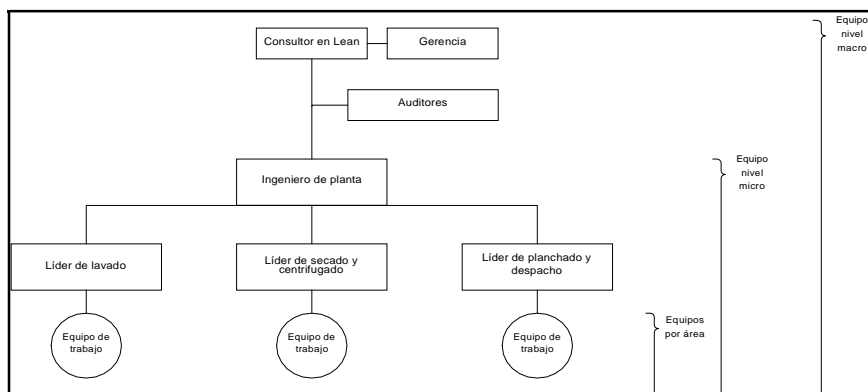 Consultor en Lean
Gerencia
Equipo
nivel
macro
Auditores
Ingeniero de planta
Equipo
nivel
micro
Líder de lavado
Líder de secado y
centrifugado
Líder de planchado y
despacho
Equipo de
trabajo
Equipo de
trabajo
Equipo de
trabajo
Equipos
por área